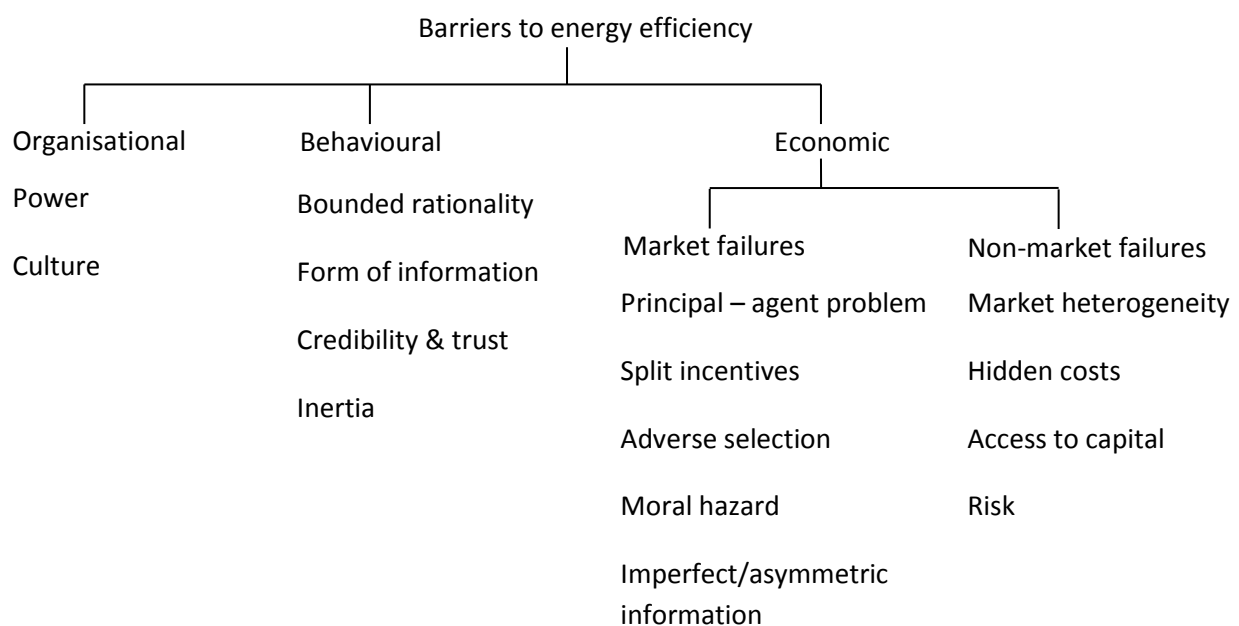 Barriers to energy efficiency
Organisational
Power
Culture
Behavioural
Bounded rationality
Form of information
Credibility & trust
Inertia
Economic
Market failures
Principal – agent problem
Split incentives
Adverse selection
Moral hazard
Imperfect/asymmetric
information
Non-market failures
Market heterogeneity
Hidden costs
Access to capital
Risk